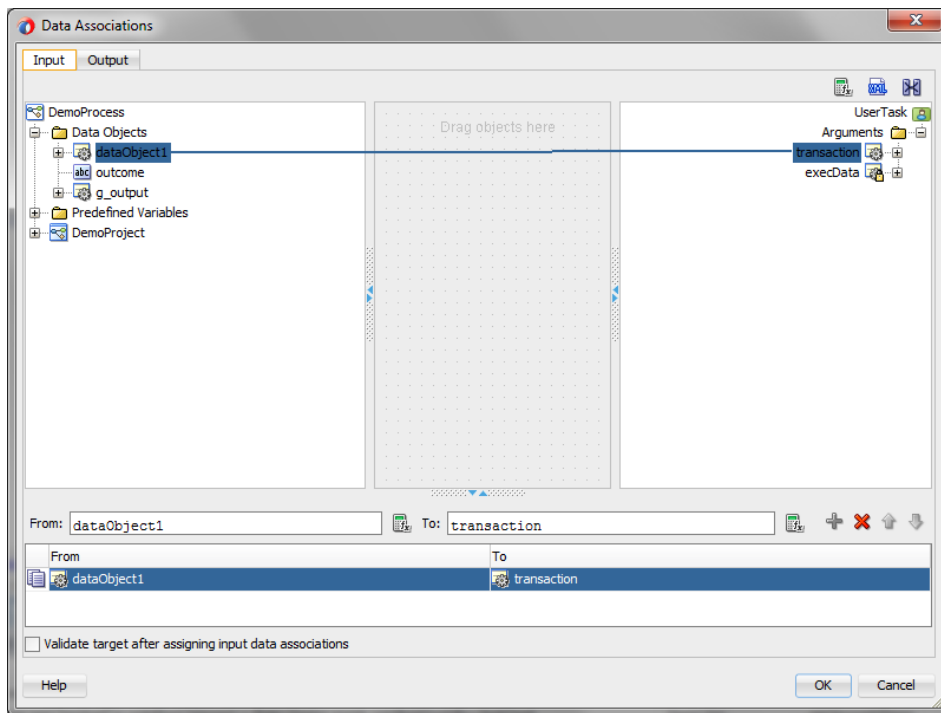 Data Associations
Input Output
DemoProcess
Data Objects
dataObject1
outcome
g_output
Predefined Variables
DemoProject
Drag objects here
UserTask
Arguments
transaction
execData
From: dataObject1 To: transaction
From To
dataObject1 transaction
Validate target after assigning input data associations
Help OK Cancel